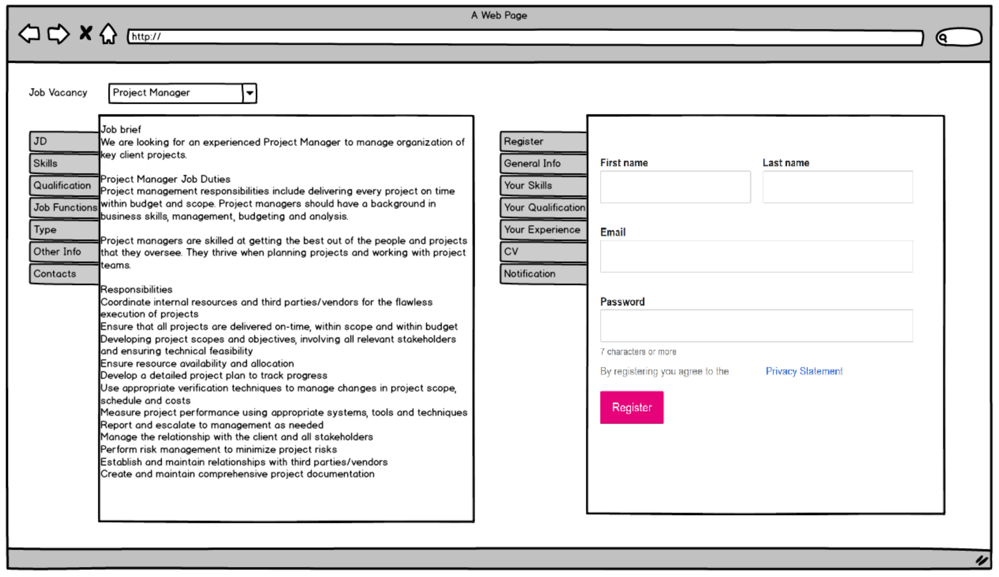 A Web Page
http://
Job Vacancy
Project Manager
JD
Skills
Qualification
Job Functions
Type
Other Info
Contacts
Job brief
We are looking for an experienced Project Manager to manage organization of
key client projects.
Project Manager Job Duties
Project management responsibilities include delivering every project on time
within budget and scope. Project managers should have a background in
business skills, management, budgeting and analysis.
Project managers are skilled at getting the best out of the people and projects
that they oversee. They thrive when planning projects and working with project
teams.
Responsibilities
Coordinate internal resources and third parties/vendors for the flawless
execution of projects
Ensure that all projects are delivered on-time, within scope and within budget
Developing project scopes and objectives, involving all relevant stakeholders
and ensuring technical feasibility
Ensure resource availability and allocation
Develop a detailed project plan to track progress
Use appropriate verification techniques to manage changes in project scope,
schedule and costs
Measure project performance using appropriate systems, tools and techniques
Report and escalate to management as needed
Manage the relationship with the client and all stakeholders
Perform risk management to minimize project risks
Establish and maintain relationships with third parties/vendors
Create and maintain comprehensive project documentation
Register
General Info
Your Skills
Your Qualification
Your Experience
CV
Notification
First name
Last name
Email
Password
7 characters or more
By registering you agree to the Privacy Statement
Register